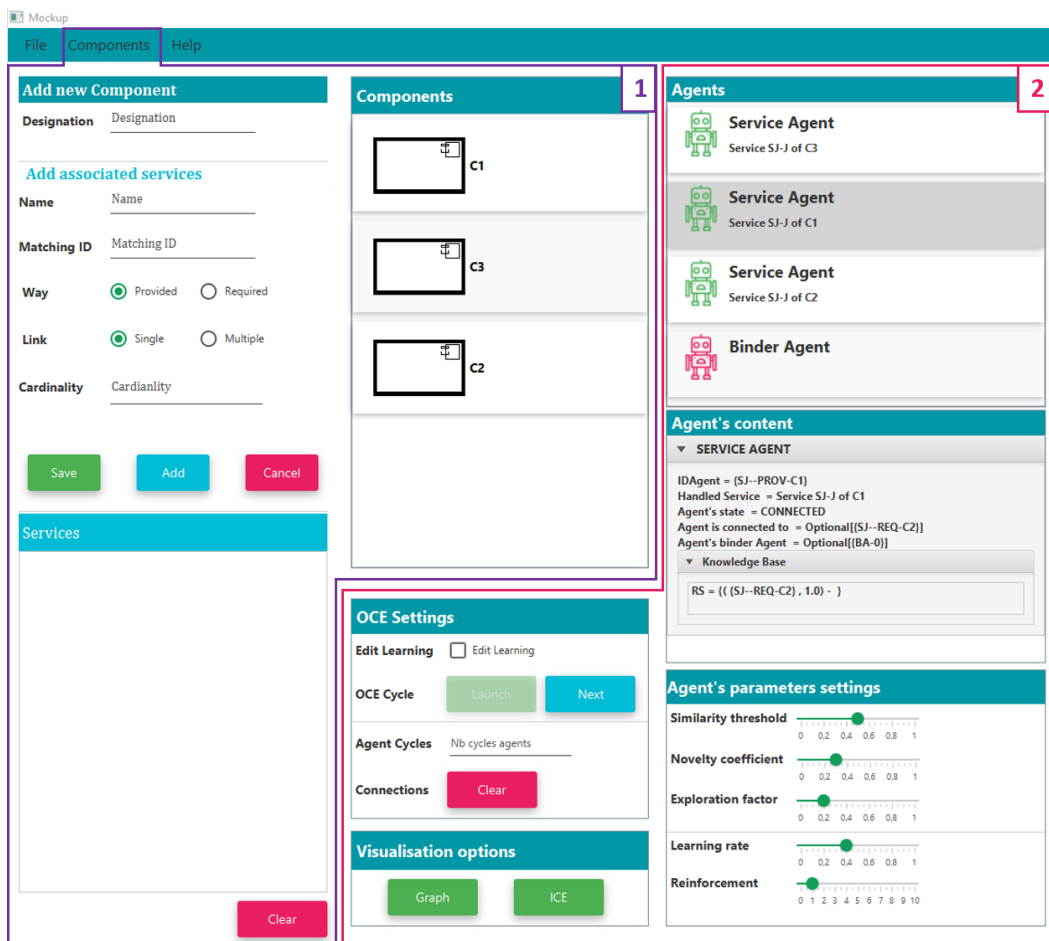 Mockup
File Components Help
1
2
Add new Component
Designation Designation
Add associated services
Name Name
Matching ID Matching ID
Way Provided Required
Link Single Multiple
Cardinality Cardianlity
Save Add Cancel
Services
Clear
Components
C1
C3
C2
OCE Settings
Edit Learning Edit Learning
OCE Cycle Launch Next
Agent Cycles Nb cycles agents
Connections Clear
Visualisation options
Graph ICE
Agents
Service Agent
Service SJ-J of C3
Service Agent
Service SJ-J of C1
Service Agent
Service SJ-J of C2
Binder Agent
Agent's content
SERVICE AGENT
IDAgent = (SJ--PROV-C1)
Handled Service = Service SJ-J of C1
Agent's state = CONNECTED
Agent is connected to = Optional[(SJ--REQ-C2)]
Agent's binder Agent = Optional[(BA-0)]
Knowledge Base
RS = {( (SJ--REQ-C2) , 1.0) - }
Agent's parameters settings
Similarity threshold
0 0,2 0,4 0,6 0,8 1
Novelty coefficient
0 0,2 0,4 0,6 0,8 1
Exploration factor
0 0,2 0,4 0,6 0,8 1
Learning rate
0 0,2 0,4 0,6 0,8 1
Reinforcement
0 1 2 3 4 5 6 7 8 9 10